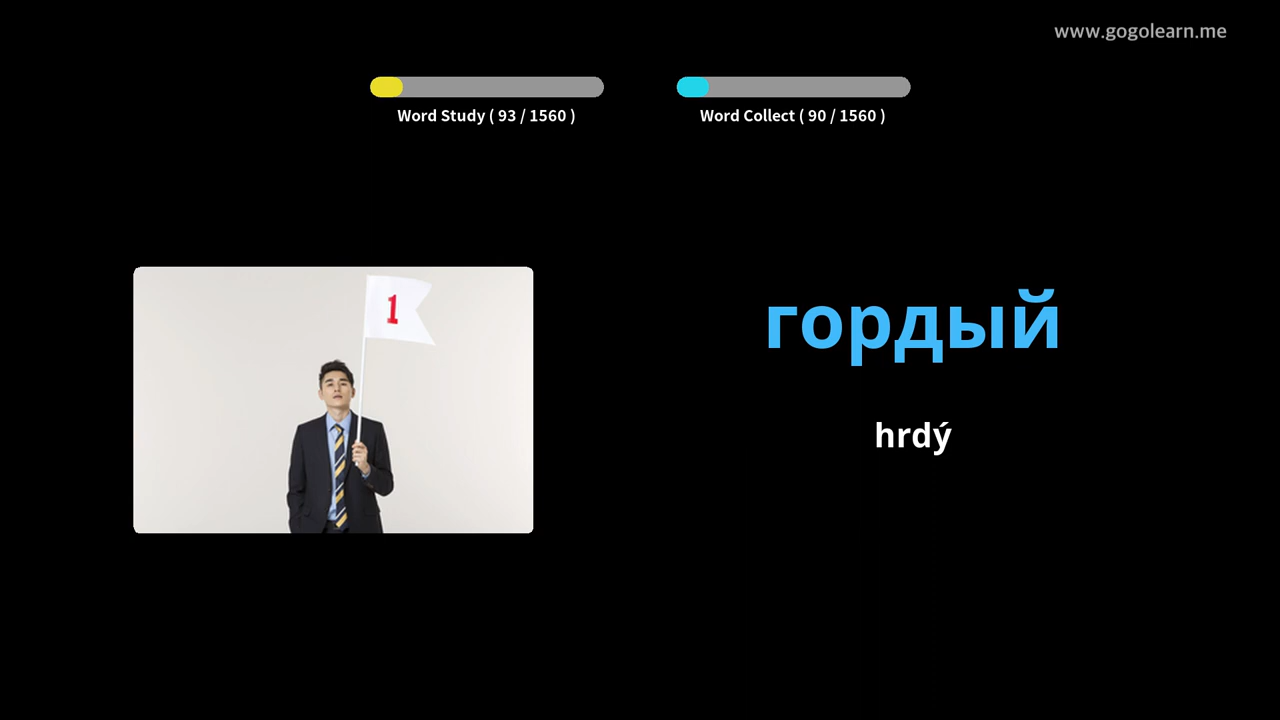 www.gogolearn.me
Word Study ( 93 / 1560 )
Word Collect ( 90 / 1560 )
1
гордый
hrdý